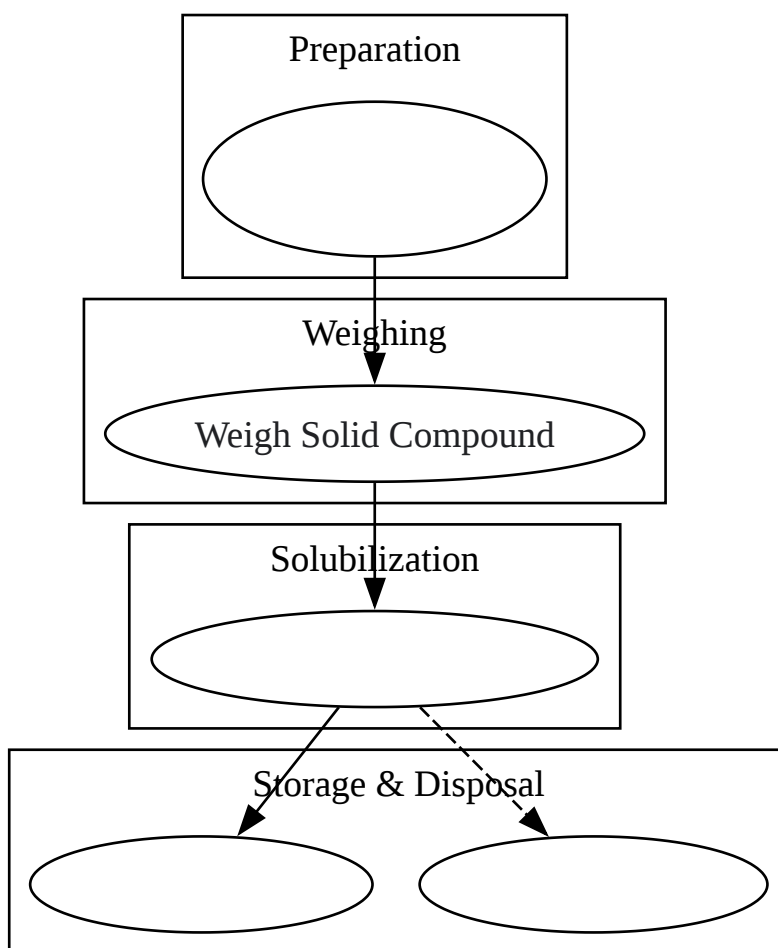 Preparation
Weighing
Weigh Solid Compound
Solubilization
Storage & Disposal